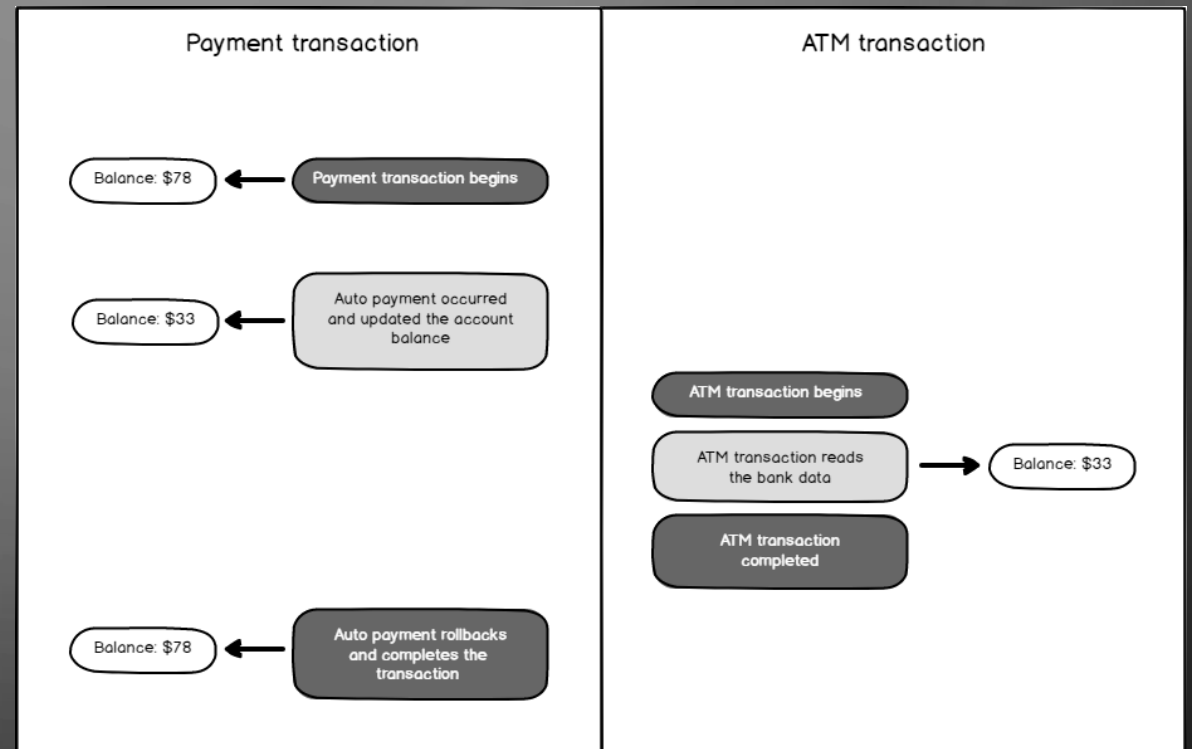 Payment transaction
ATM transaction
Balance: $78
Payment transaction begins
Balance: $33
Auto payment occurred
and updated the account
balance
ATM transaction begins
ATM transaction reads
the bank data
Balance: $33
ATM transaction
completed
Balance: $78
Auto payment rollbacks
and completes the
transaction